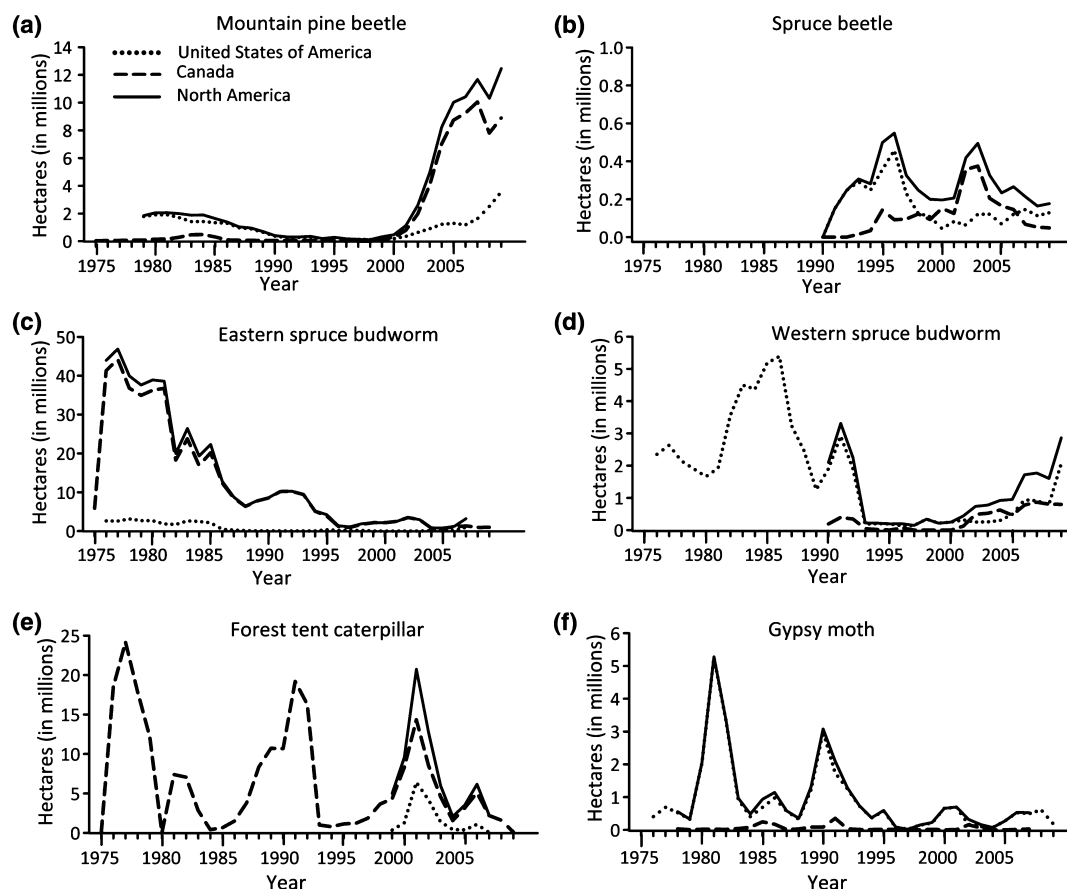 (a) Mountain pine beetle
United States of America
Canada
North America
Hectares (in millions)
14
12
10
8
6
4
2
0
1975 1980 1985 1990 1995 2000 2005
Year
(b) Spruce beetle
Hectares (in millions)
1.0
0.8
0.6
0.4
0.2
0.0
1975 1980 1985 1990 1995 2000 2005
Year
(c) Eastern spruce budworm
Hectares (in millions)
50
40
30
20
10
0
1975 1980 1985 1990 1995 2000 2005
Year
(d) Western spruce budworm
Hectares (in millions)
6
5
4
3
2
1
0
1975 1980 1985 1990 1995 2000 2005
Year
(e) Forest tent caterpillar
Hectares (in millions)
25
20
15
10
5
0
1975 1980 1985 1990 1995 2000 2005
Year
(f) Gypsy moth
Hectares (in millions)
6
5
4
3
2
1
0
1975 1980 1985 1990 1995 2000 2005
Year